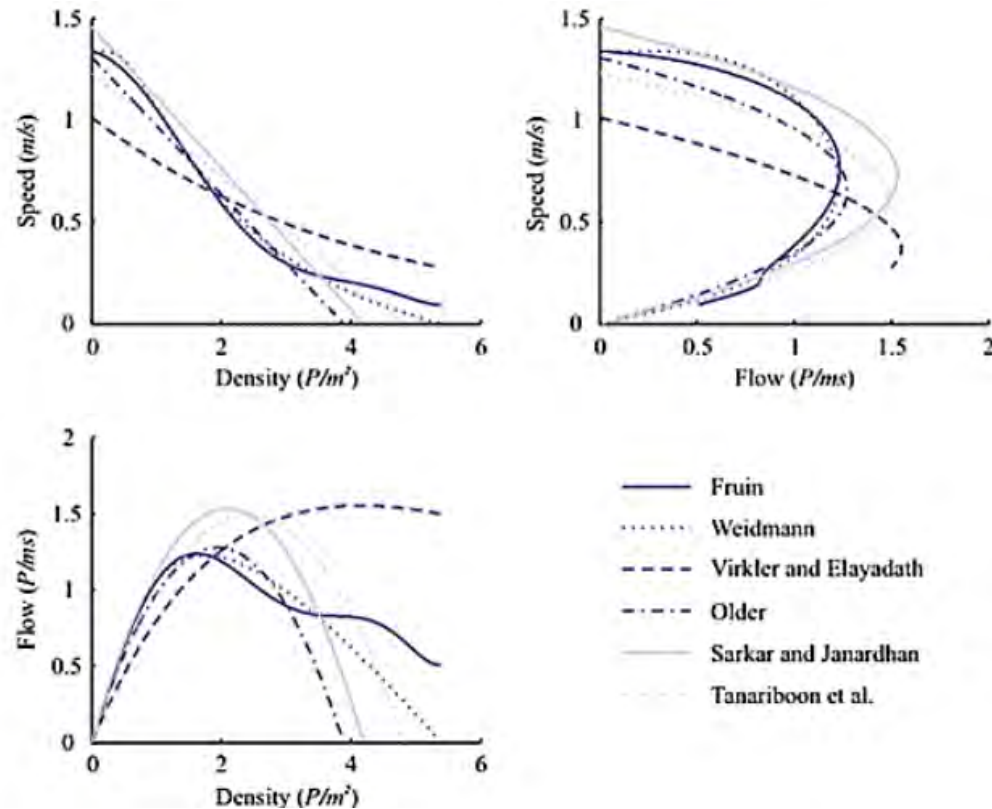 1.5
1
0.5
0
0
2
4
6
Speed (m/s)
Density (P/m²)
1.5
1
0.5
0
0
0.5
1
1.5
2
Speed (m/s)
Flow (P/ms)
2
1.5
1
0.5
0
0
2
4
6
Flow (P/ms)
Density (P/m²)
Fruin
Weidmann
Virkler and Elayadath
Older
Sarkar and Janardhan
Tanariboon et al.